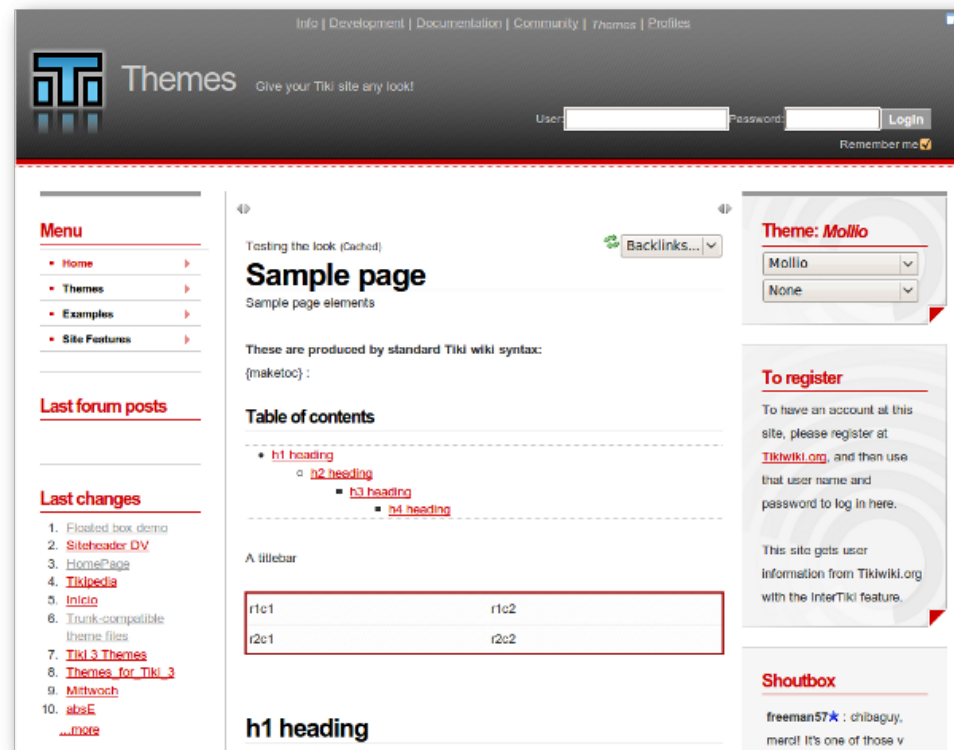 Info | Development | Documentation | Community | Themes | Profiles
Themes
Give your Tiki site any look!
User:
Password:
Login
Remember me
Menu
Home
Themes
Examples
Site Features
Last forum posts
Last changes
1. Floated box demo
2. Siteheader DV
3. HomePage
4. Tikipedia
5. Inicio
6. Trunk-compatible
theme files
7. Tiki 3 Themes
8. Themes_for_Tiki_3
9. Mittwoch
10. absE
...more
Testing the look (Cached)
Backlinks...
Sample page
Sample page elements
These are produced by standard Tiki wiki syntax:
{maketoc} :
Table of contents
h1 heading
h2 heading
h3 heading
h4 heading
A titlebar
r1c1 r1c2
r2c1 r2c2
h1 heading
Theme: Mollio
Mollio
None
To register
To have an account at this
site, please register at
Tikiwiki.org, and then use
that user name and
password to log in here.
This site gets user
information from Tikiwiki.org
with the InterTiki feature.
Shoutbox
freeman57 : chibaguy,
merci! It's one of those v